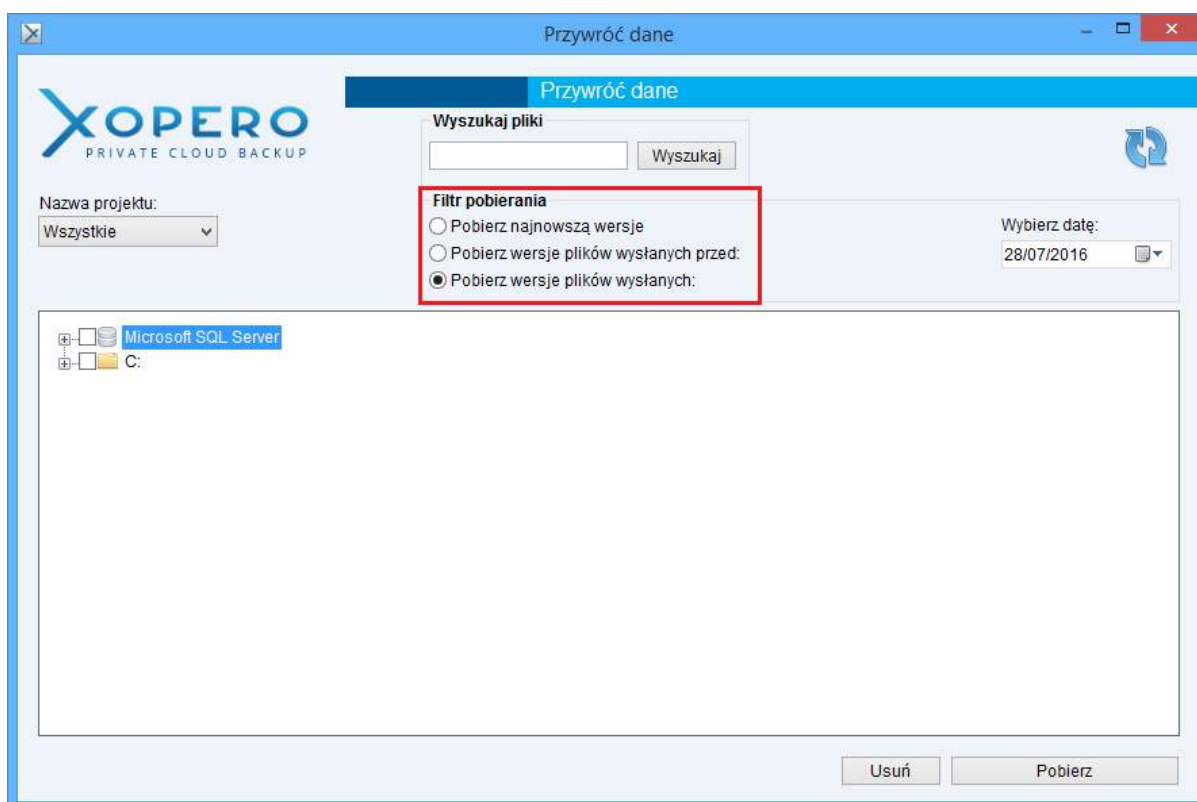 Przywróć dane
Przywróć dane
XOPERO
PRIVATE CLOUD BACKUP
Wyszukaj pliki
Wyszukaj
Nazwa projektu:
Wszystkie
Filtr pobierania
Pobierz najnowszą wersje
Pobierz wersje plików wysłanych przed:
Pobierz wersje plików wysłanych:
Wybierz datę:
28/07/2016
Microsoft SQL Server
C:
Usuń
Pobierz